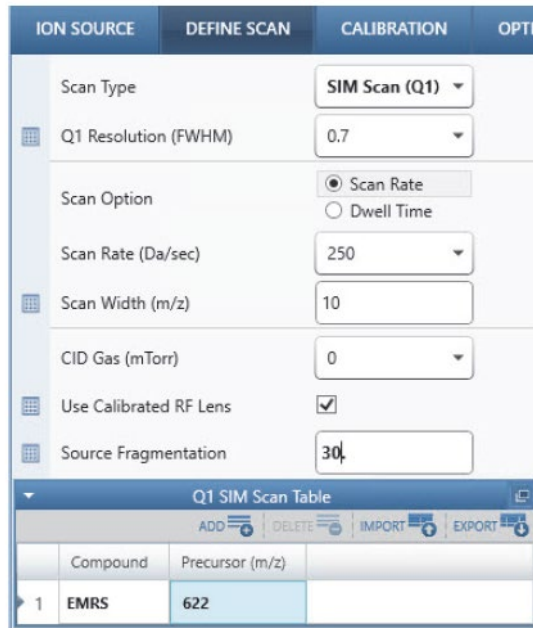 ION SOURCE DEFINE SCAN CALIBRATION OPTI
Scan Type SIM Scan (Q1)
Q1 Resolution (FWHM) 0.7
Scan Option Scan Rate
Dwell Time
Scan Rate (Da/sec) 250
Scan Width (m/z) 10
CID Gas (mTorr) 0
Use Calibrated RF Lens
Source Fragmentation 30.
Q1 SIM Scan Table
ADD DELETE IMPORT EXPORT
Compound Precursor (m/z)
1 EMRS 622